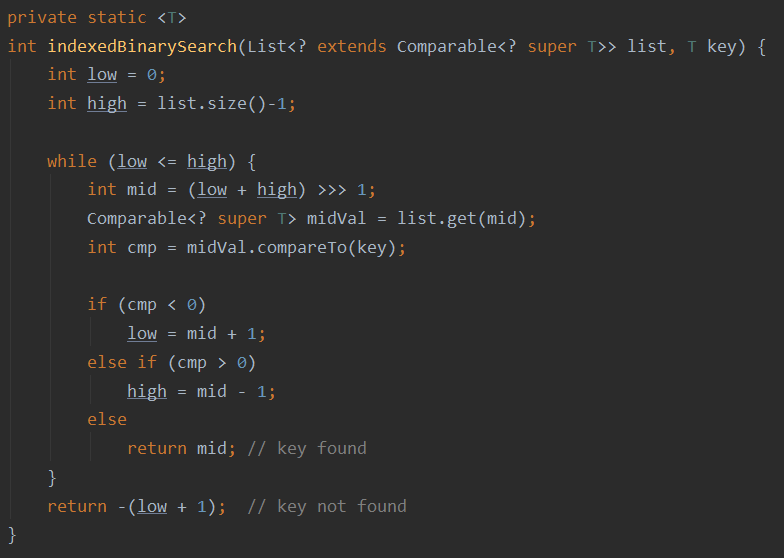 private static <T>
int indexedBinarySearch(List<? extends Comparable<? super T>> list, T key) {
    int low = 0;
    int high = list.size()-1;

    while (low <= high) {
        int mid = (low + high) >>> 1;
        Comparable<? super T> midVal = list.get(mid);
        int cmp = midVal.compareTo(key);

        if (cmp < 0)
            low = mid + 1;
        else if (cmp > 0)
            high = mid - 1;
        else
            return mid; // key found
    }
    return -(low + 1);  // key not found
}